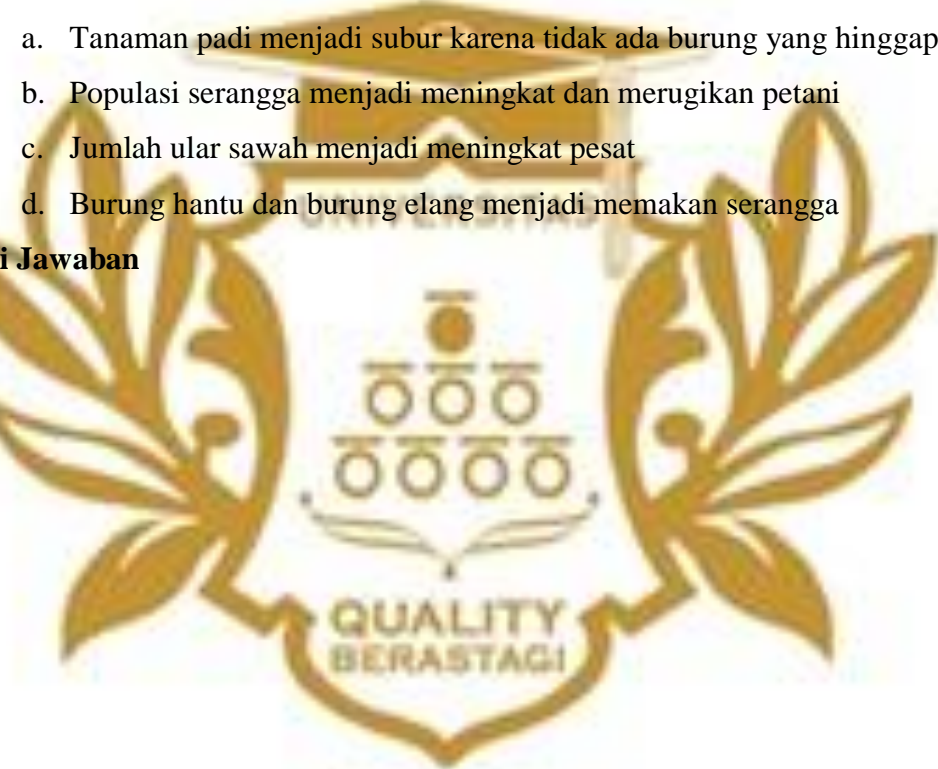 a. Tanaman padi menjadi subur karena tidak ada burung yang hinggap
b. Populasi serangga menjadi meningkat dan merugikan petani
c. Jumlah ular sawah menjadi meningkat pesat
d. Burung hantu dan burung elang menjadi memakan serangga
UNIVERSITAS
i Jawaban
QUALITY
BERASTAGI